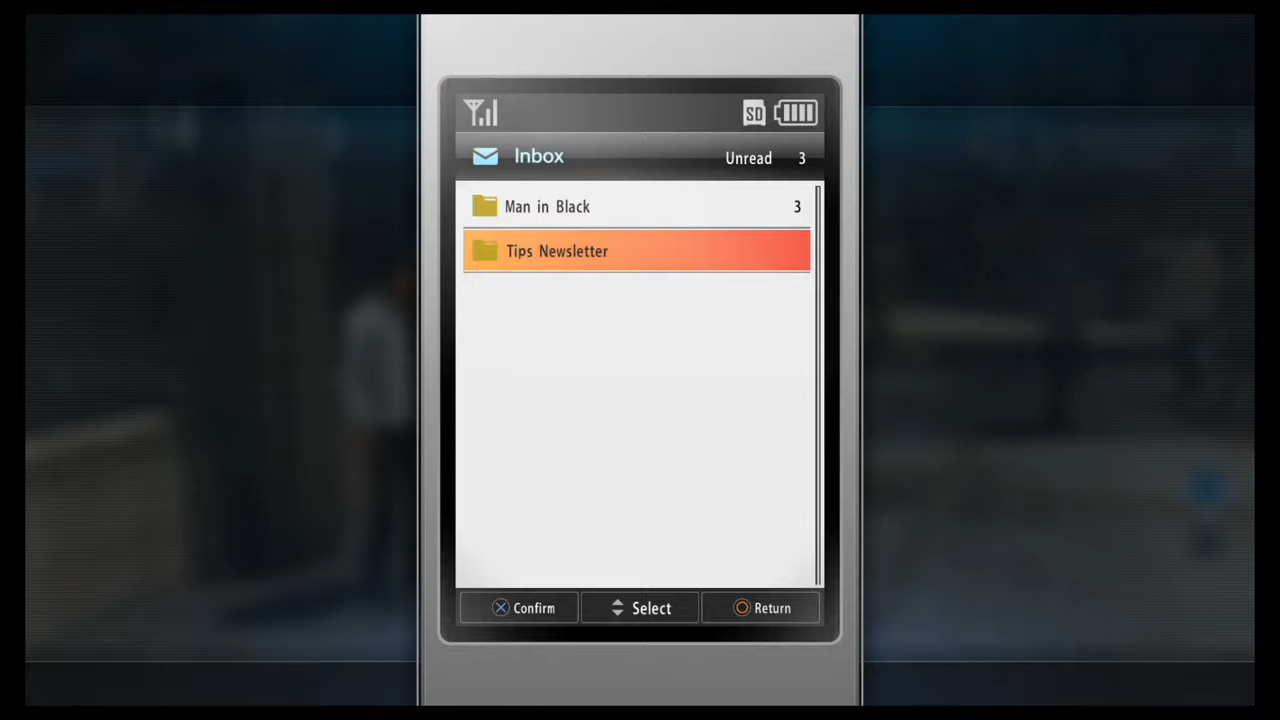 SD
Inbox
Unread 3
Man in Black 3
Tips Newsletter
Confirm Select Return